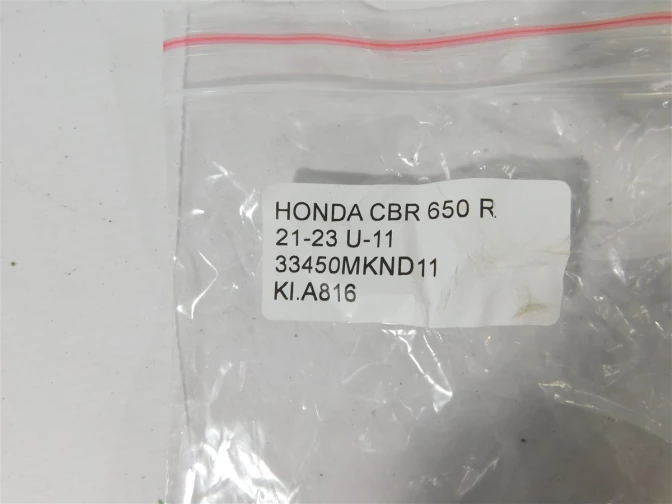 HONDA CBR 650 R
21-23 U-11
33450MKND11
KI.A816